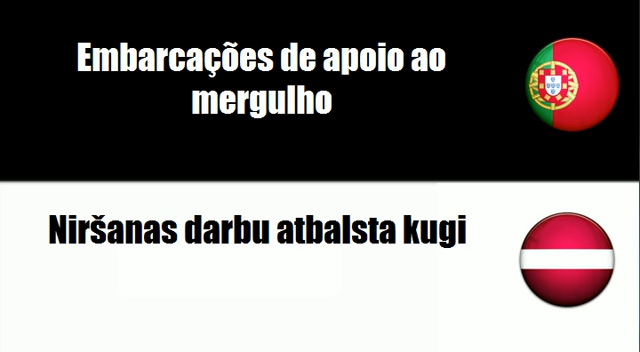 Embarcações de apoio ao
mergulho
Niršanas darbu atbalsta kugi